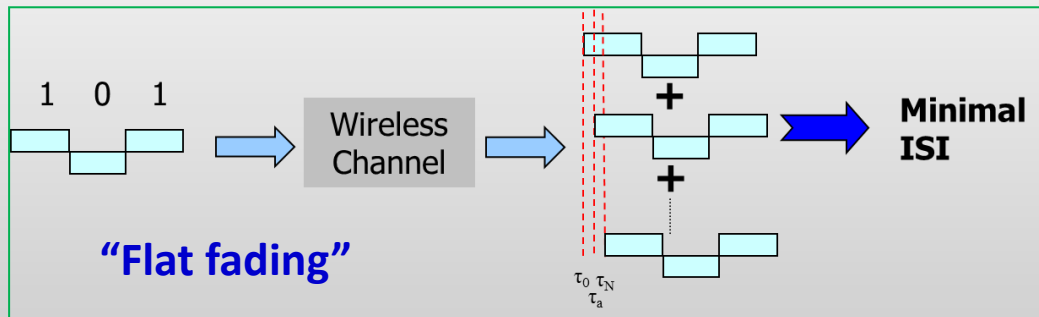 1 0 1
Wireless
Channel
+
+
Minimal
ISI
“Flat fading”
τ₀ τN
τa